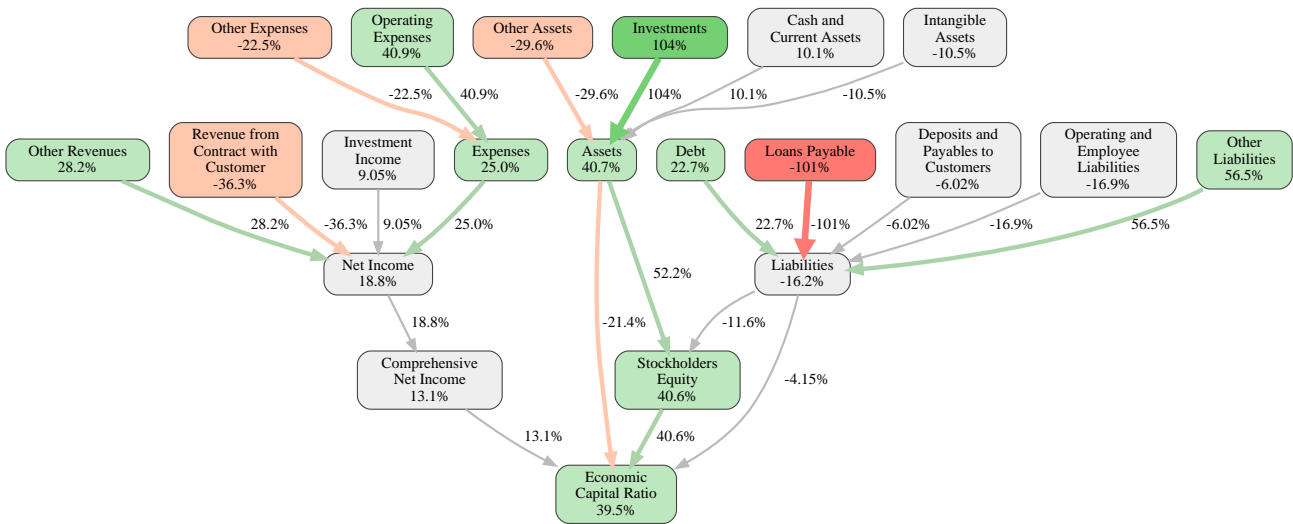 Other Expenses
-22.5%
Operating
Expenses
40.9%
Other Assets
-29.6%
Investments
104%
Cash and
Current Assets
10.1%
Intangible
Assets
-10.5%
-22.5%
40.9%
-29.6%
104%
10.1%
-10.5%
Other Revenues
28.2%
Revenue from
Contract with
Customer
-36.3%
Investment
Income
9.05%
Expenses
25.0%
Assets
40.7%
Debt
22.7%
Loans Payable
-101%
Deposits and
Payables to
Customers
-6.02%
Operating and
Employee
Liabilities
-16.9%
Other
Liabilities
56.5%
28.2%
-36.3%
9.05%
25.0%
22.7%
-101%
-6.02%
-16.9%
56.5%
Net Income
18.8%
52.2%
Liabilities
-16.2%
18.8%
-21.4%
-11.6%
Comprehensive
Net Income
13.1%
Stockholders
Equity
40.6%
-4.15%
13.1%
40.6%
Economic
Capital Ratio
39.5%